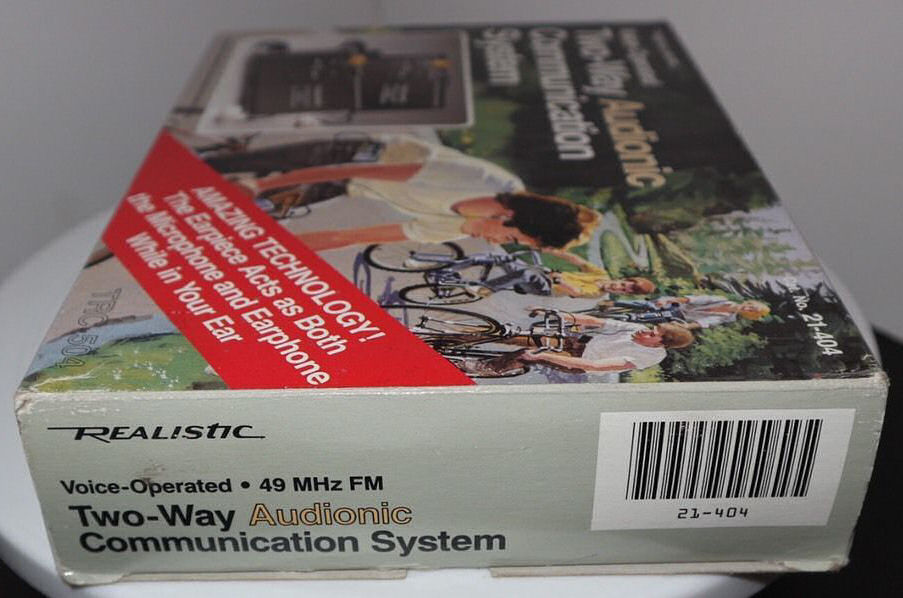 Two-Way Audionic
Communication
System
AMAZING TECHNOLOGY!
The Earpiece Acts as Both
the Microphone and Earphone
While in Your Ear
TRC-504
no. 21-404
REALISTIC
Voice-Operated • 49 MHz FM
Two-Way Audionic
Communication System
21-404